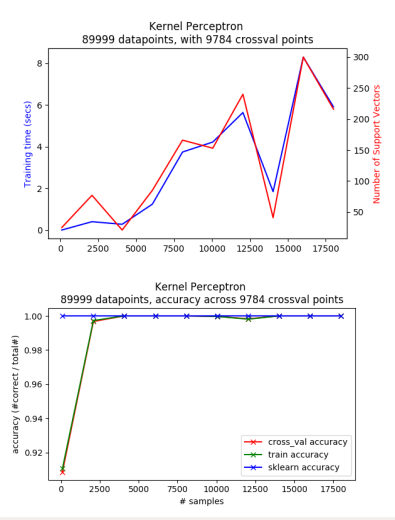 Kernel Perceptron
89999 datapoints, with 9784 crossval points
8
6
4
2
0
Training time (secs)
300
250
200
150
100
50
Number of Support Vectors
0 2500 5000 7500 10000 12500 15000 17500
Kernel Perceptron
89999 datapoints, accuracy across 9784 crossval points
1.00
0.98
0.96
0.94
0.92
accuracy (#correct / total#)
cross_val accuracy
train accuracy
sklearn accuracy
0 2500 5000 7500 10000 12500 15000 17500
# samples